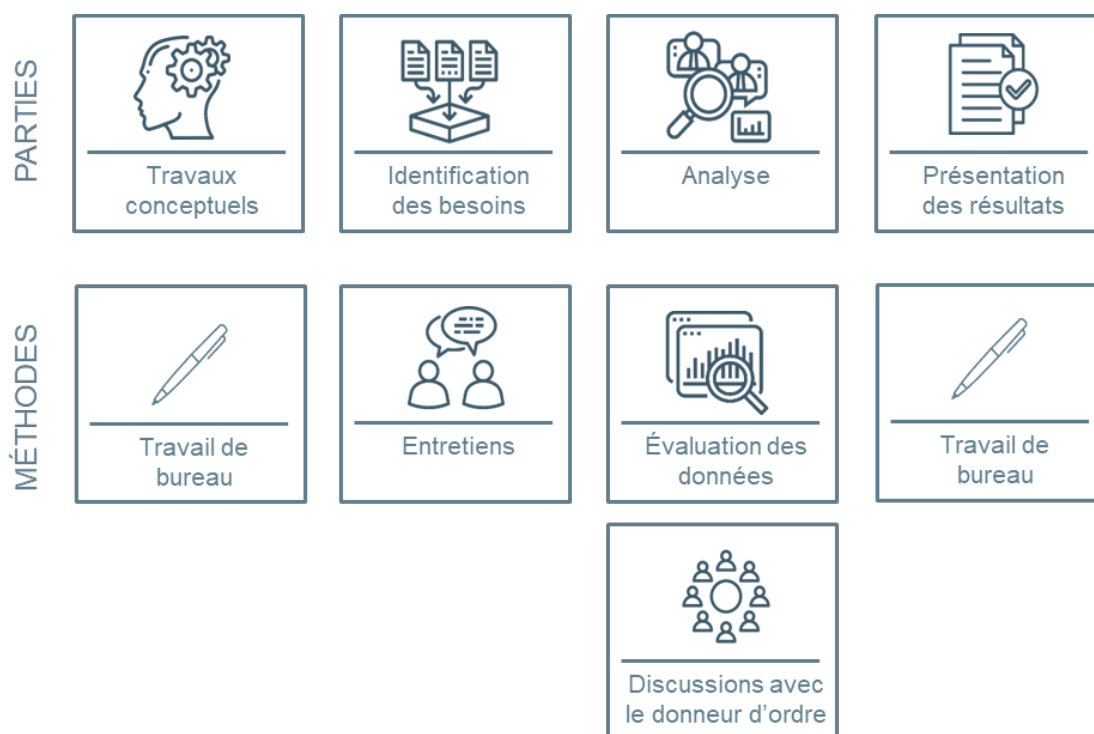 PARTIES
Travaux
conceptuels
Identification
des besoins
Analyse
Présentation
des résultats
MÉTHODES
Travail de
bureau
Entretiens
Évaluation des
données
Travail de
bureau
Discussions avec
le donneur d'ordre